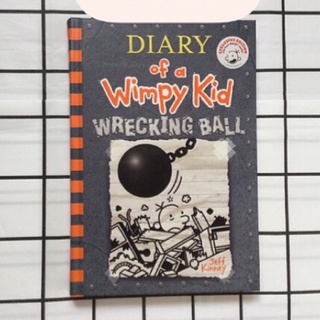 DIARY
of a
Wimpy Kid
WRECKING BALL
Jeff
Kinney